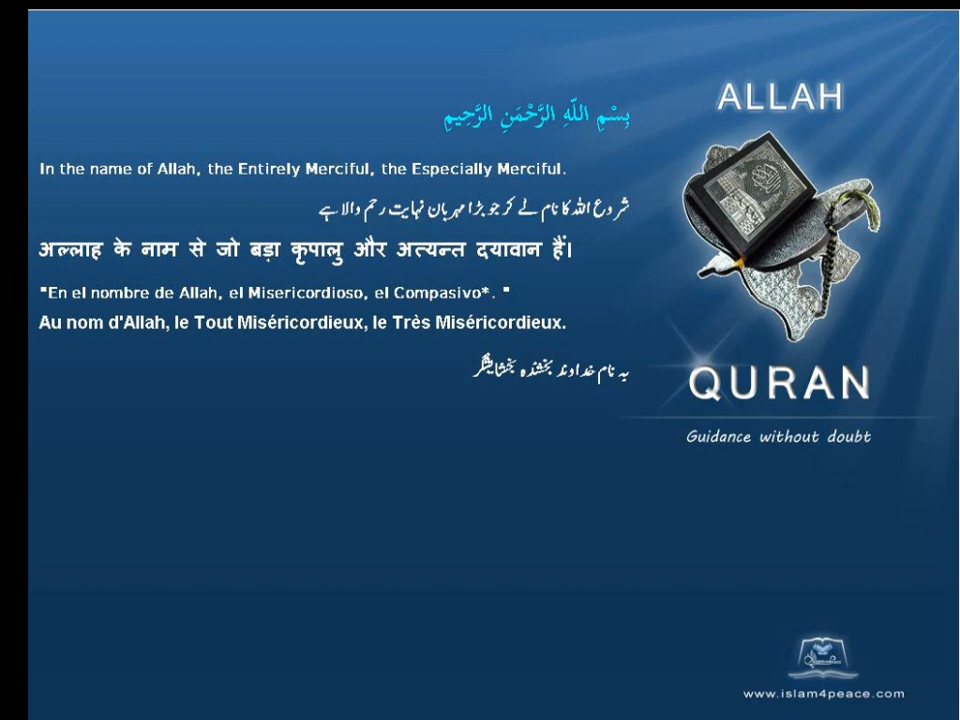 بِسْمِ اللَّهِ الرَّحْمَنِ الرَّحِيمِ
In the name of Allah, the Entirely Merciful, the Especially Merciful.
شروع اللہ کا نام لے کر جو بڑا مہربان نہایت رحم والا ہے
अल्लाह के नाम से जो बड़ा कृपालु और अत्यन्त दयावान हैं।
"En el nombre de Allah, el Misericordioso, el Compasivo*. "
Au nom d'Allah, le Tout Miséricordieux, le Très Miséricordieux.
به نام خداوند بخشنده بخشایشگر
ALLAH
QURAN
Guidance without doubt
www.islam4peace.com